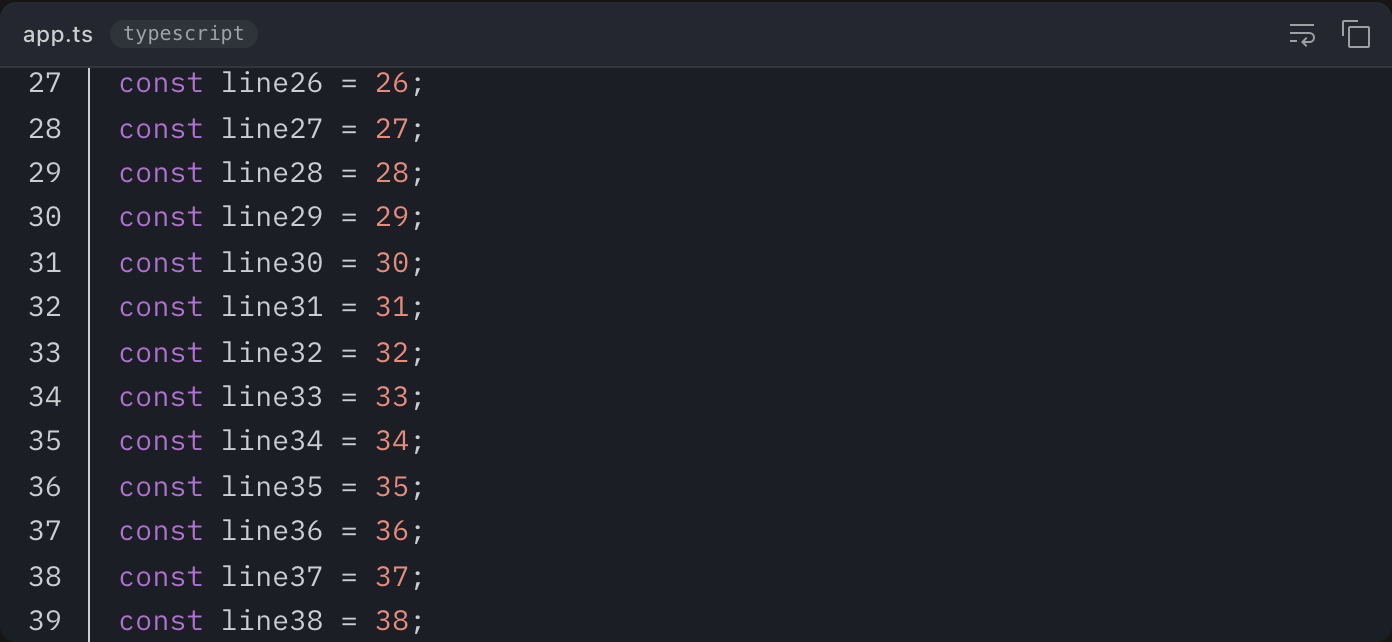 app.ts typescript
27 const line26 = 26;
28 const line27 = 27;
29 const line28 = 28;
30 const line29 = 29;
31 const line30 = 30;
32 const line31 = 31;
33 const line32 = 32;
34 const line33 = 33;
35 const line34 = 34;
36 const line35 = 35;
37 const line36 = 36;
38 const line37 = 37;
39 const line38 = 38;